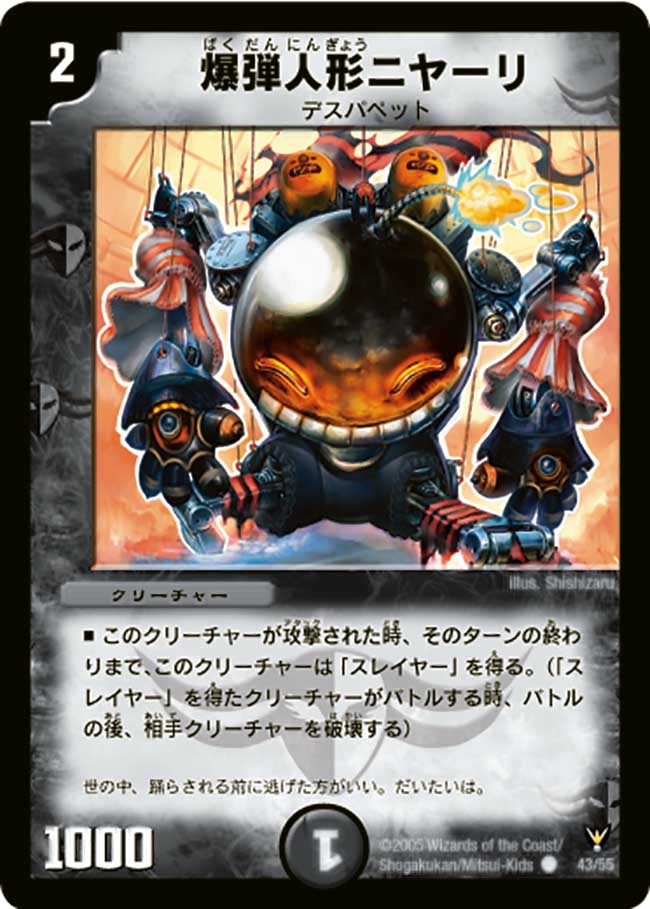 2
ばくだんにんぎょう
爆弾人形ニヤーリ
デスパペット
illus. Shishizaru
クリーチャー
■ このクリーチャーが攻撃された時、そのターンの終わ
りまで、このクリーチャーは「スレイヤー」を得る。（「ス
レイヤー」を得たクリーチャーがバトルする時、バトル
の後、相手クリーチャーを破壊する）
世の中、踊らされる前に逃げた方がいい。だいたいは。
1000
1
©2005 Wizards of the Coast/
Shogakukan/Mitsui-Kids
43/55